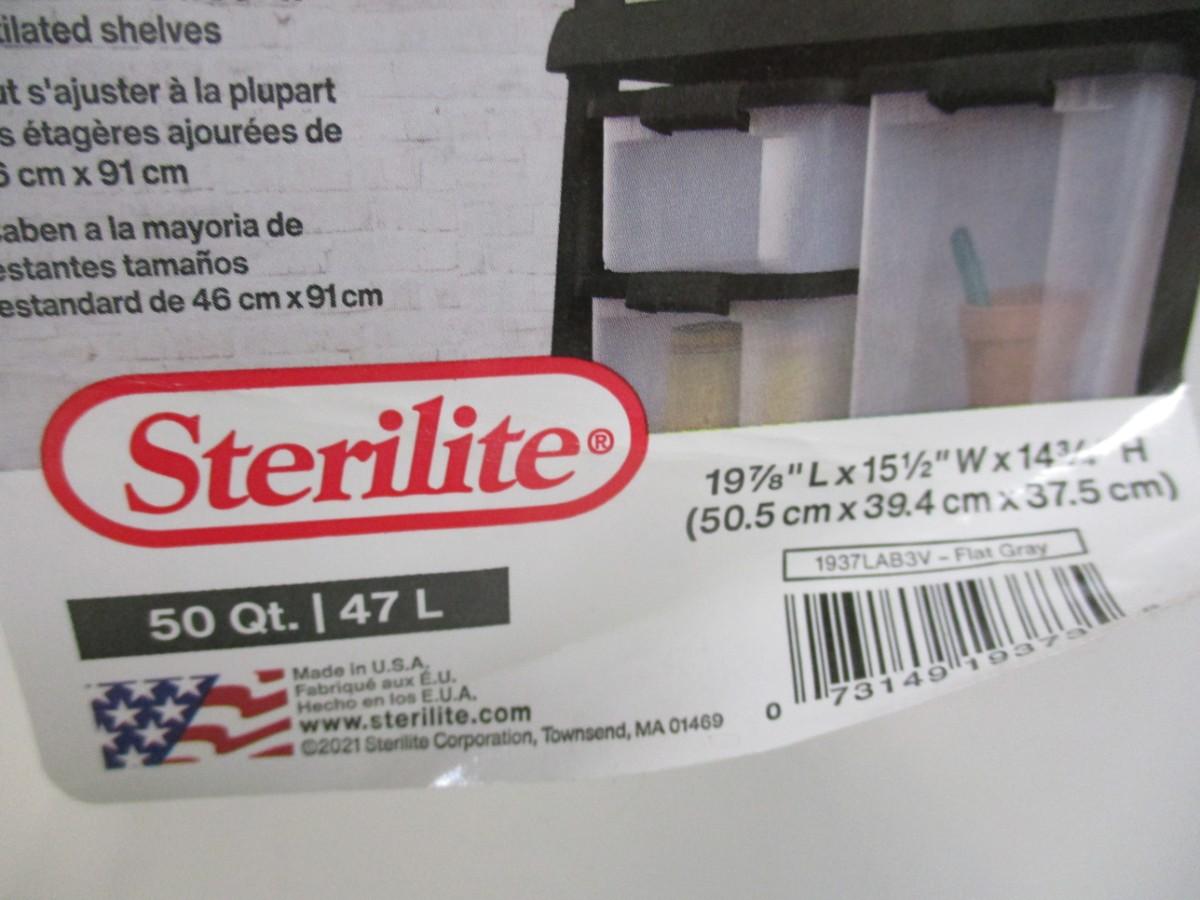 tilated shelves
ut s'ajuster à la plupart
s étagères ajourées de
6 cm x 91 cm
caben a la mayoria de
estantes tamaños
estandard de 46 cm x 91 cm
Sterilite®
19⅞" L x 15½" W x 14¾" H
(50.5 cm x 39.4 cm x 37.5 cm)
1937LAB3V – Flat Gray
50 Qt. | 47 L
Made in U.S.A.
Fabriqué aux É.U.
Hecho en los E.U.A.
www.sterilite.com
©2021 Sterilite Corporation, Townsend, MA 01469
0 73149 19373